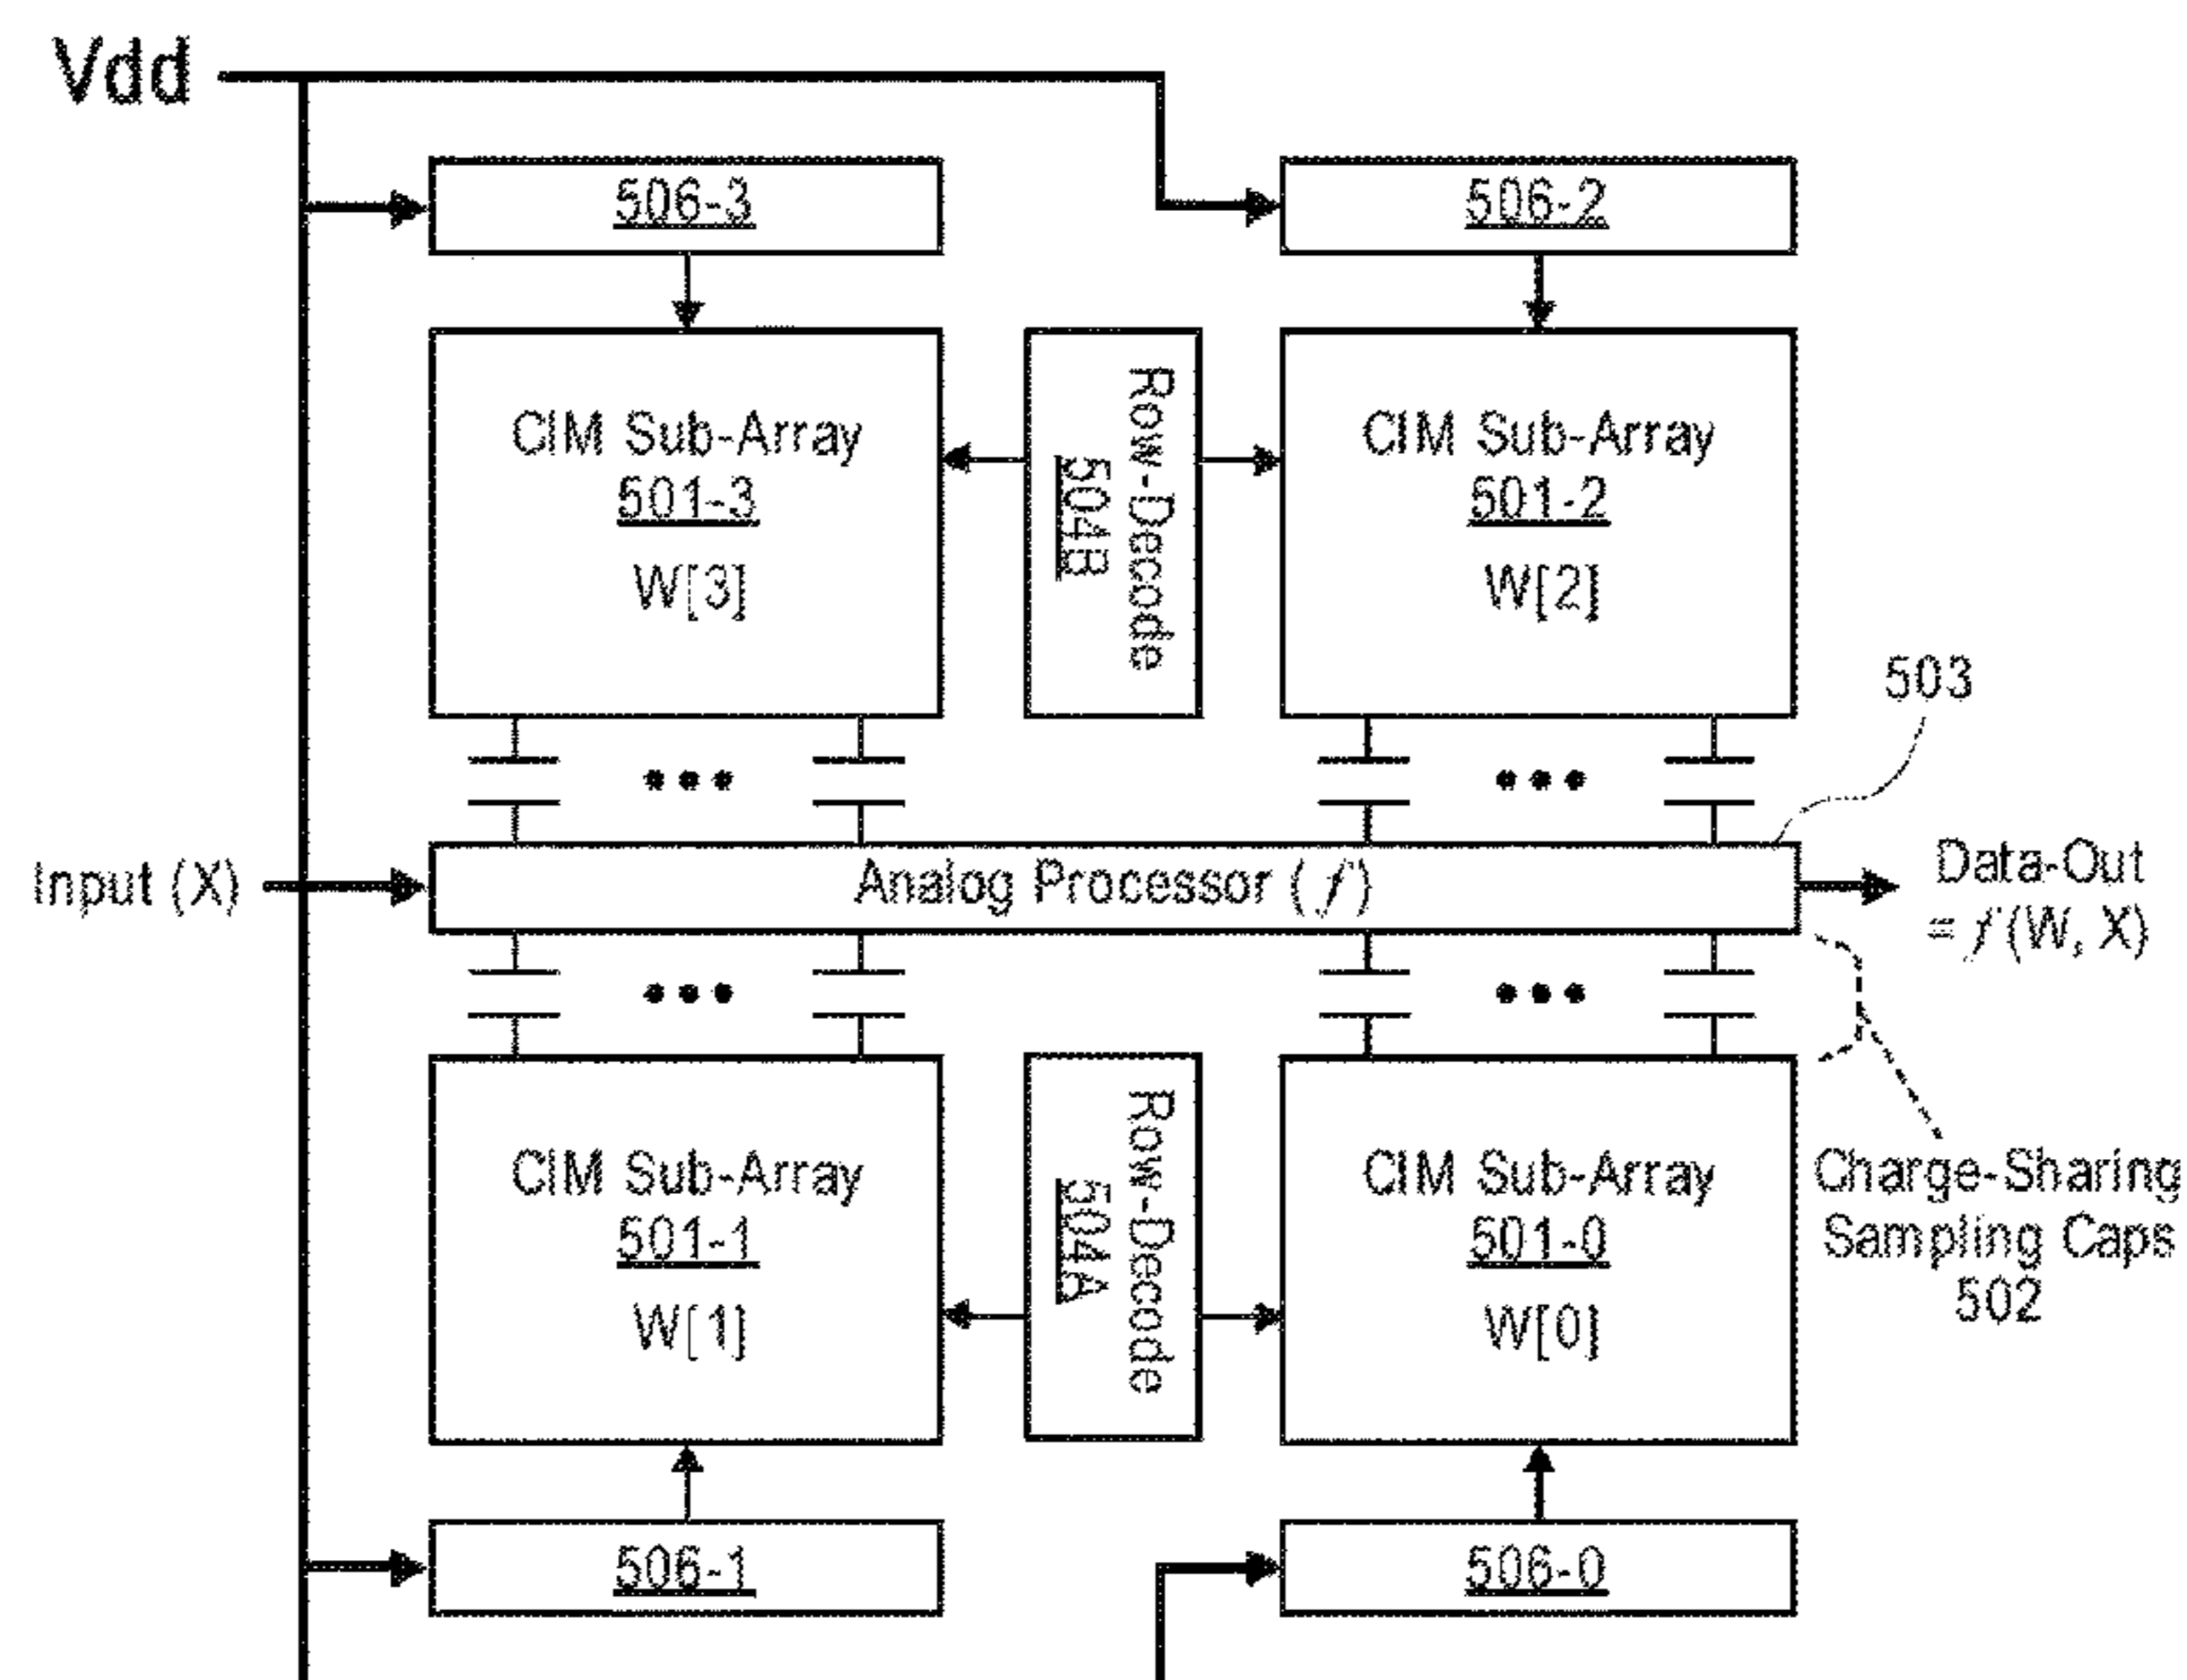 Vdd
506-3
506-2
CIM Sub-Array
501-3
W[3]
Row-Decode
504B
CIM Sub-Array
501-2
W[2]
503
Input (X)
Analog Processor ( f )
Data-Out
= f (W, X)
CIM Sub-Array
501-1
W[1]
Row-Decode
504A
CIM Sub-Array
501-0
W[0]
Charge-Sharing
Sampling Caps
502
506-1
506-0